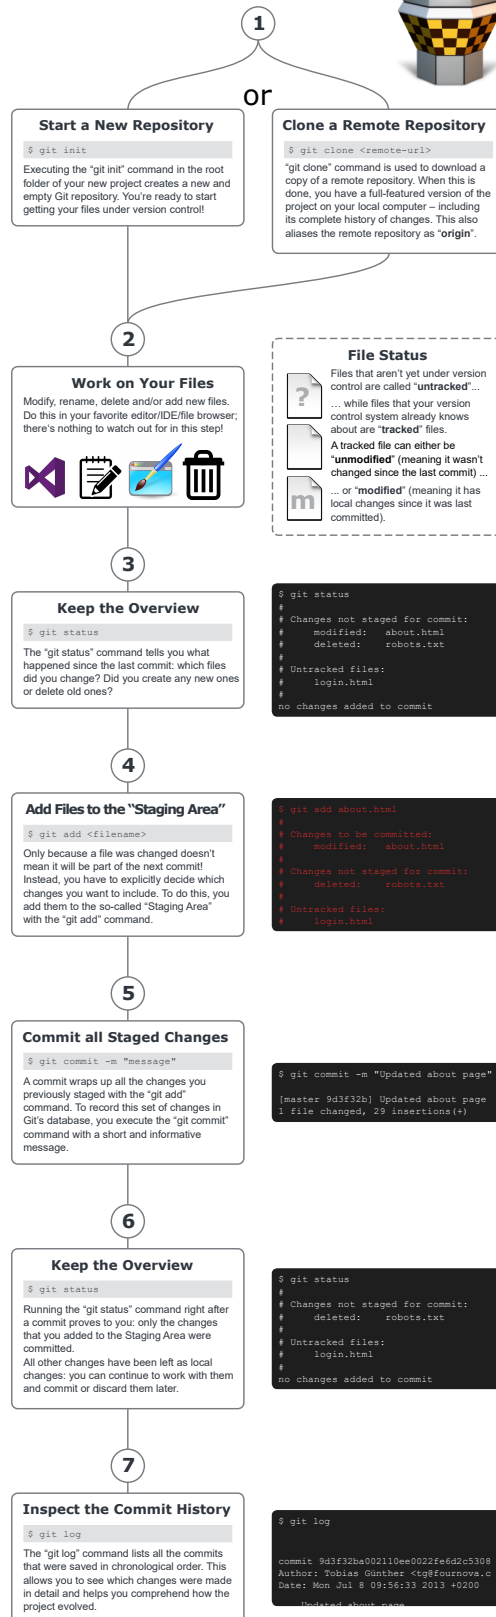 1
or
Start a New Repository
$ git init
Executing the “git init” command in the root
folder of your new project creates a new and
empty Git repository. You’re ready to start
getting your files under version control!
Clone a Remote Repository
$ git clone <remote-url>
“git clone” command is used to download a
copy of a remote repository. When this is
done, you have a full-featured version of the
project on your local computer – including
its complete history of changes. This also
aliases the remote repository as “origin”.
2
Work on Your Files
Modify, rename, delete and/or add new files.
Do this in your favorite editor/IDE/file browser;
there‘s nothing to watch out for in this step!
File Status
?
Files that aren’t yet under version
control are called “untracked”...
… while files that your version
control system already knows
about are “tracked” files.
A tracked file can either be
“unmodified” (meaning it wasn’t
changed since the last commit) ...
m
... or “modified” (meaning it has
local changes since it was last
committed).
3
Keep the Overview
$ git status
The “git status” command tells you what
happened since the last commit: which files
did you change? Did you create any new ones
or delete old ones?
$ git status
#
# Changes not staged for commit:
#     modified:   about.html
#     deleted:    robots.txt
#
# Untracked files:
#     login.html
#
no changes added to commit
4
Add Files to the “Staging Area”
$ git add <filename>
Only because a file was changed doesn’t
mean it will be part of the next commit!
Instead, you have to explicitly decide which
changes you want to include. To do this, you
add them to the so-called “Staging Area”
with the “git add” command.
$ git add about.html
#
# Changes to be committed:
#     modified:   about.html
#
# Changes not staged for commit:
#     deleted:    robots.txt
#
# Untracked files:
#     login.html
5
Commit all Staged Changes
$ git commit -m "message"
A commit wraps up all the changes you
previously staged with the “git add”
command. To record this set of changes in
Git’s database, you execute the “git commit”
command with a short and informative
message.
$ git commit -m "Updated about page"
[master 9d3f32b] Updated about page
1 file changed, 29 insertions(+)
6
Keep the Overview
$ git status
Running the “git status” command right after
a commit proves to you: only the changes
that you added to the Staging Area were
committed.
All other changes have been left as local
changes: you can continue to work with them
and commit or discard them later.
$ git status
#
# Changes not staged for commit:
#     deleted:    robots.txt
#
# Untracked files:
#     login.html
#
no changes added to commit
7
Inspect the Commit History
$ git log
The “git log” command lists all the commits
that were saved in chronological order. This
allows you to see which changes were made
in detail and helps you comprehend how the
project evolved.
$ git log
commit 9d3f32ba002110ee0022fe6d2c5308
Author: Tobias Günther <tg@fournova.c
Date: Mon Jul 8 09:56:33 2013 +0200
Updated about page